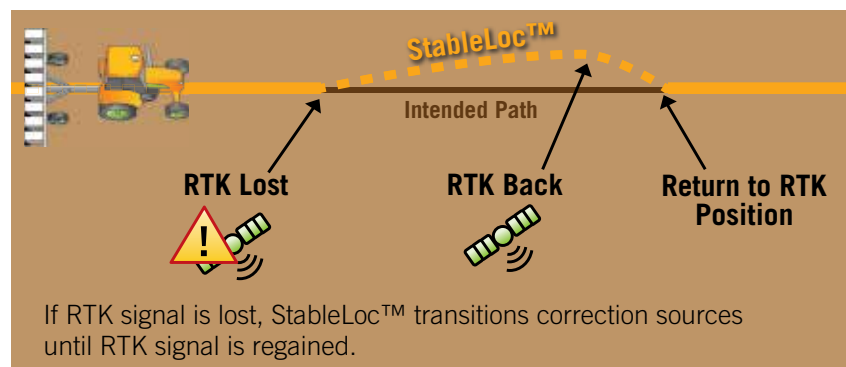 StableLoc™
Intended Path
RTK Lost
RTK Back
Return to RTK
Position
!
If RTK signal is lost, StableLoc™ transitions correction sources
until RTK signal is regained.